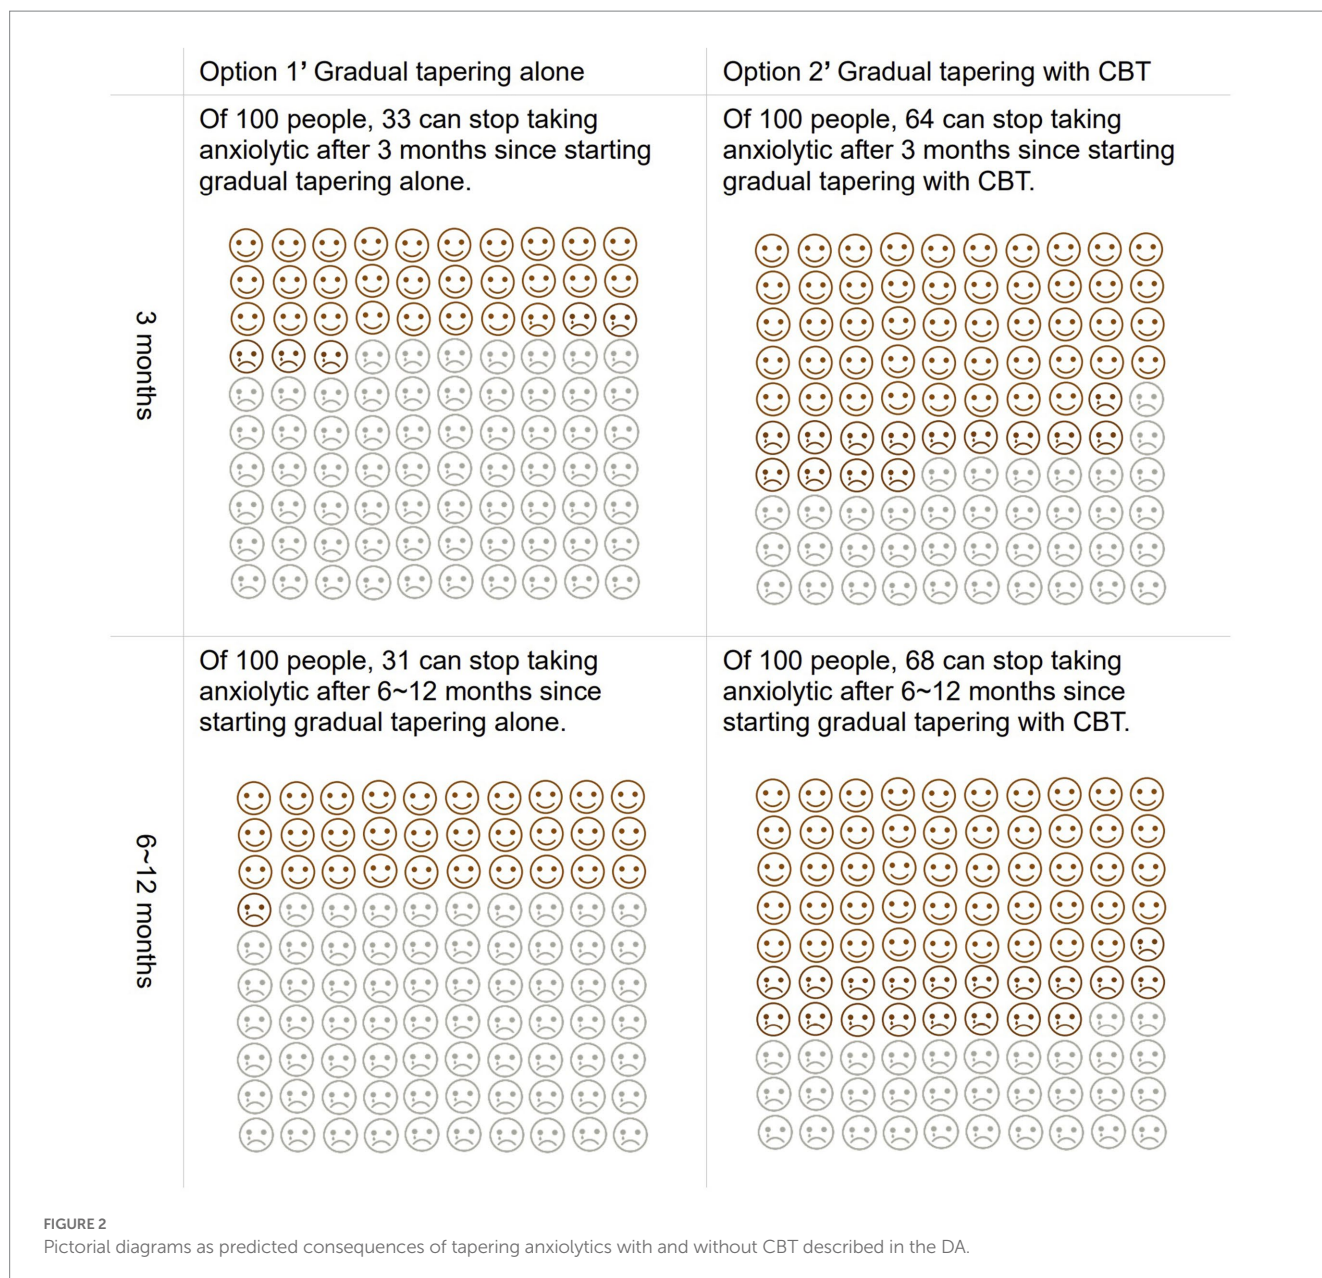 Option 1’ Gradual tapering alone
Option 2’ Gradual tapering with CBT
3 months
Of 100 people, 33 can stop taking
anxiolytic after 3 months since starting
gradual tapering alone.
Of 100 people, 64 can stop taking
anxiolytic after 3 months since starting
gradual tapering with CBT.
6~12 months
Of 100 people, 31 can stop taking
anxiolytic after 6~12 months since
starting gradual tapering alone.
Of 100 people, 68 can stop taking
anxiolytic after 6~12 months since
starting gradual tapering with CBT.
FIGURE 2
Pictorial diagrams as predicted consequences of tapering anxiolytics with and without CBT described in the DA.